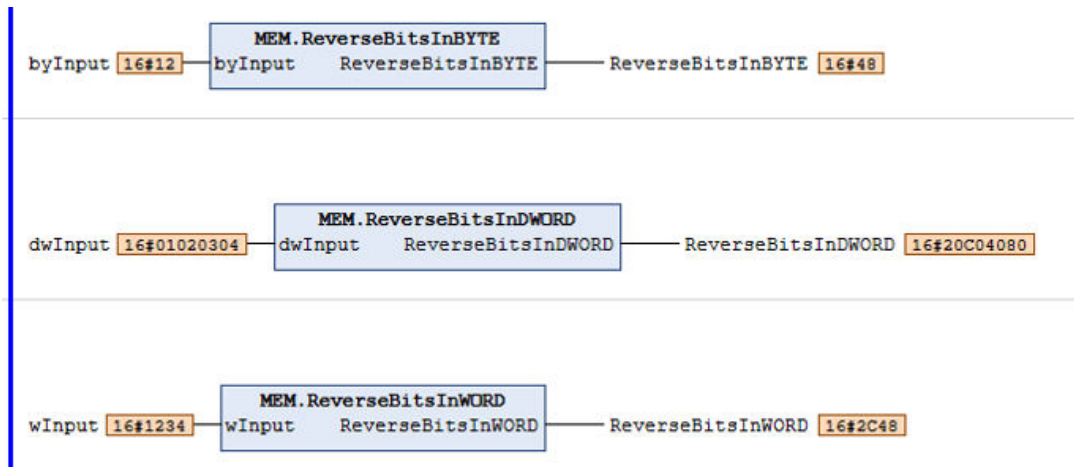 MEM.ReverseBitsInBYTE
byInput 16#12 byInput ReverseBitsInBYTE ReverseBitsInBYTE 16#48
MEM.ReverseBitsInDWORD
dwInput 16#01020304 dwInput ReverseBitsInDWORD ReverseBitsInDWORD 16#20C04080
MEM.ReverseBitsInWORD
wInput 16#1234 wInput ReverseBitsInWORD ReverseBitsInWORD 16#2C48